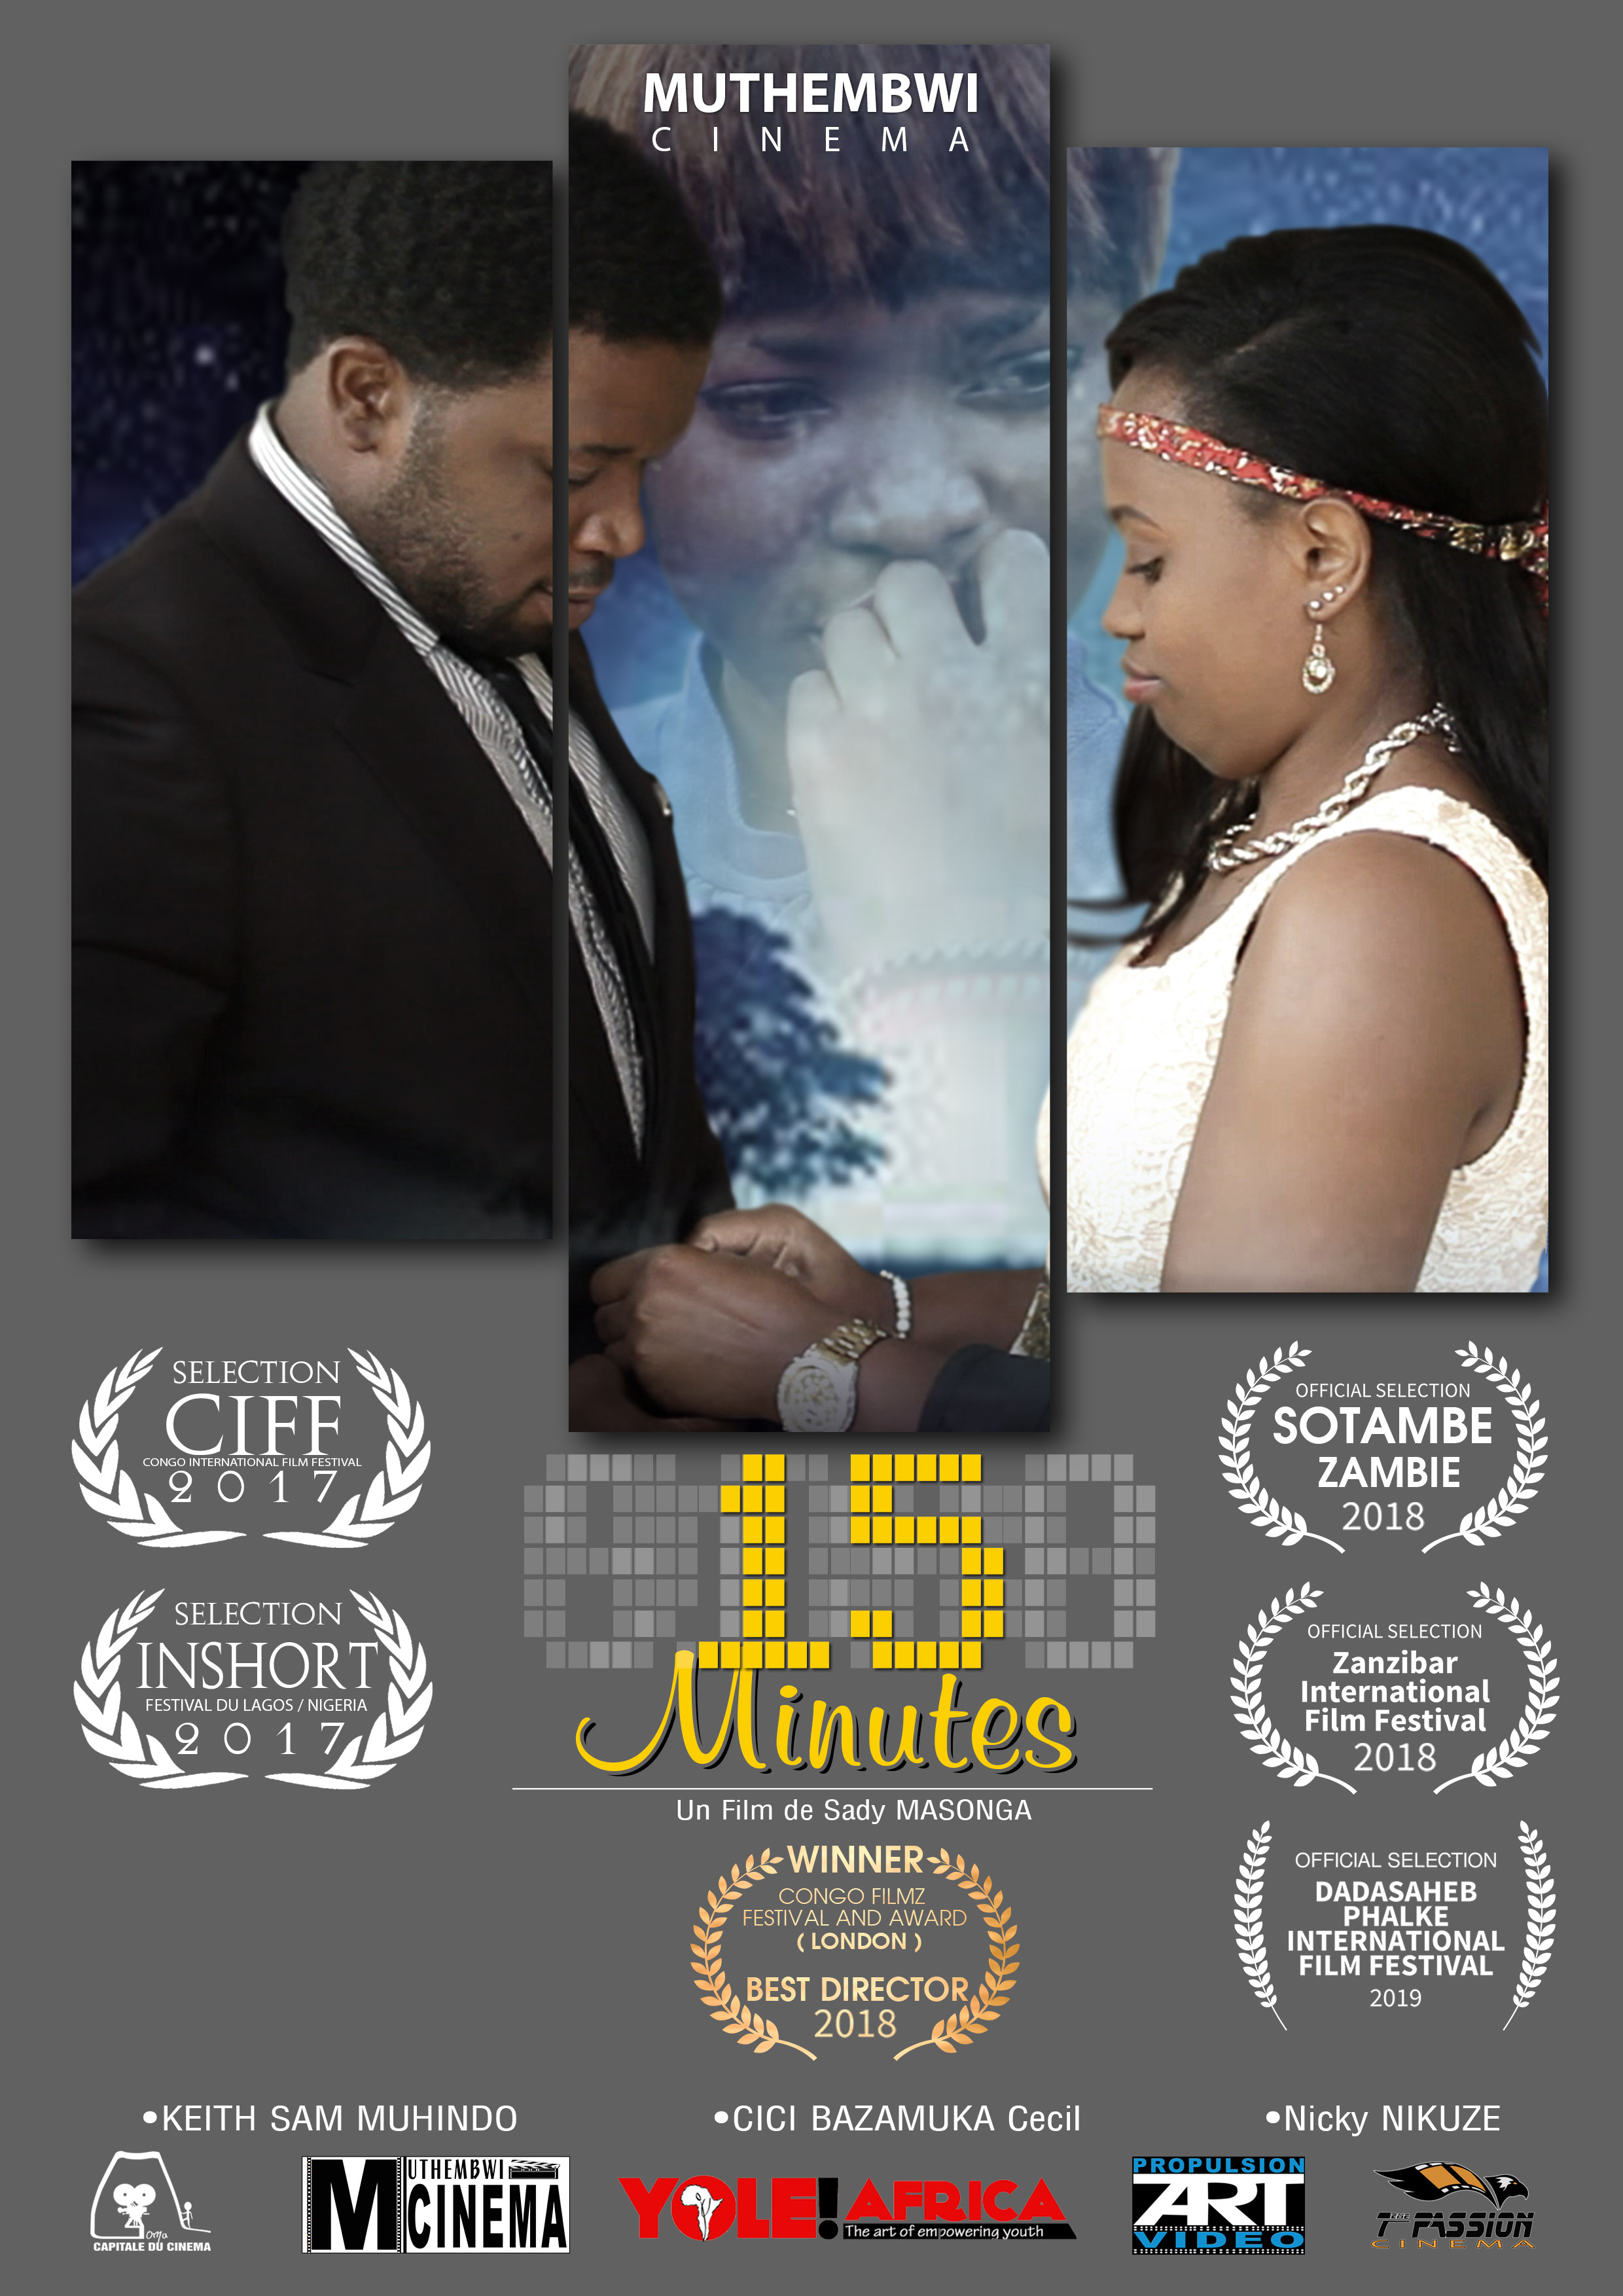 MUTHEMBWI
CINEMA
SELECTION
CIFF
CONGO INTERNATIONAL FILM FESTIVAL
2017
SELECTION
INSHORT
FESTIVAL DU LAGOS / NIGERIA
2017
15
Minutes
Un Film de Sady MASONGA
WINNER
CONGO FILMZ
FESTIVAL AND AWARD
( LONDON )
BEST DIRECTOR
2018
OFFICIAL SELECTION
SOTAMBE
ZAMBIE
2018
OFFICIAL SELECTION
Zanzibar
International
Film Festival
2018
OFFICIAL SELECTION
DADASAHEB
PHALKE
INTERNATIONAL
FILM FESTIVAL
2019
•KEITH SAM MUHINDO
•CICI BAZAMUKA Cecil
•Nicky NIKUZE
Goma
CAPITALE DU CINEMA
MUTHEMBWI
CINEMA
YOLE!AFRICA
The art of empowering youth
PROPULSION
ART
VIDEO
7ÈME PASSION
CINEMA